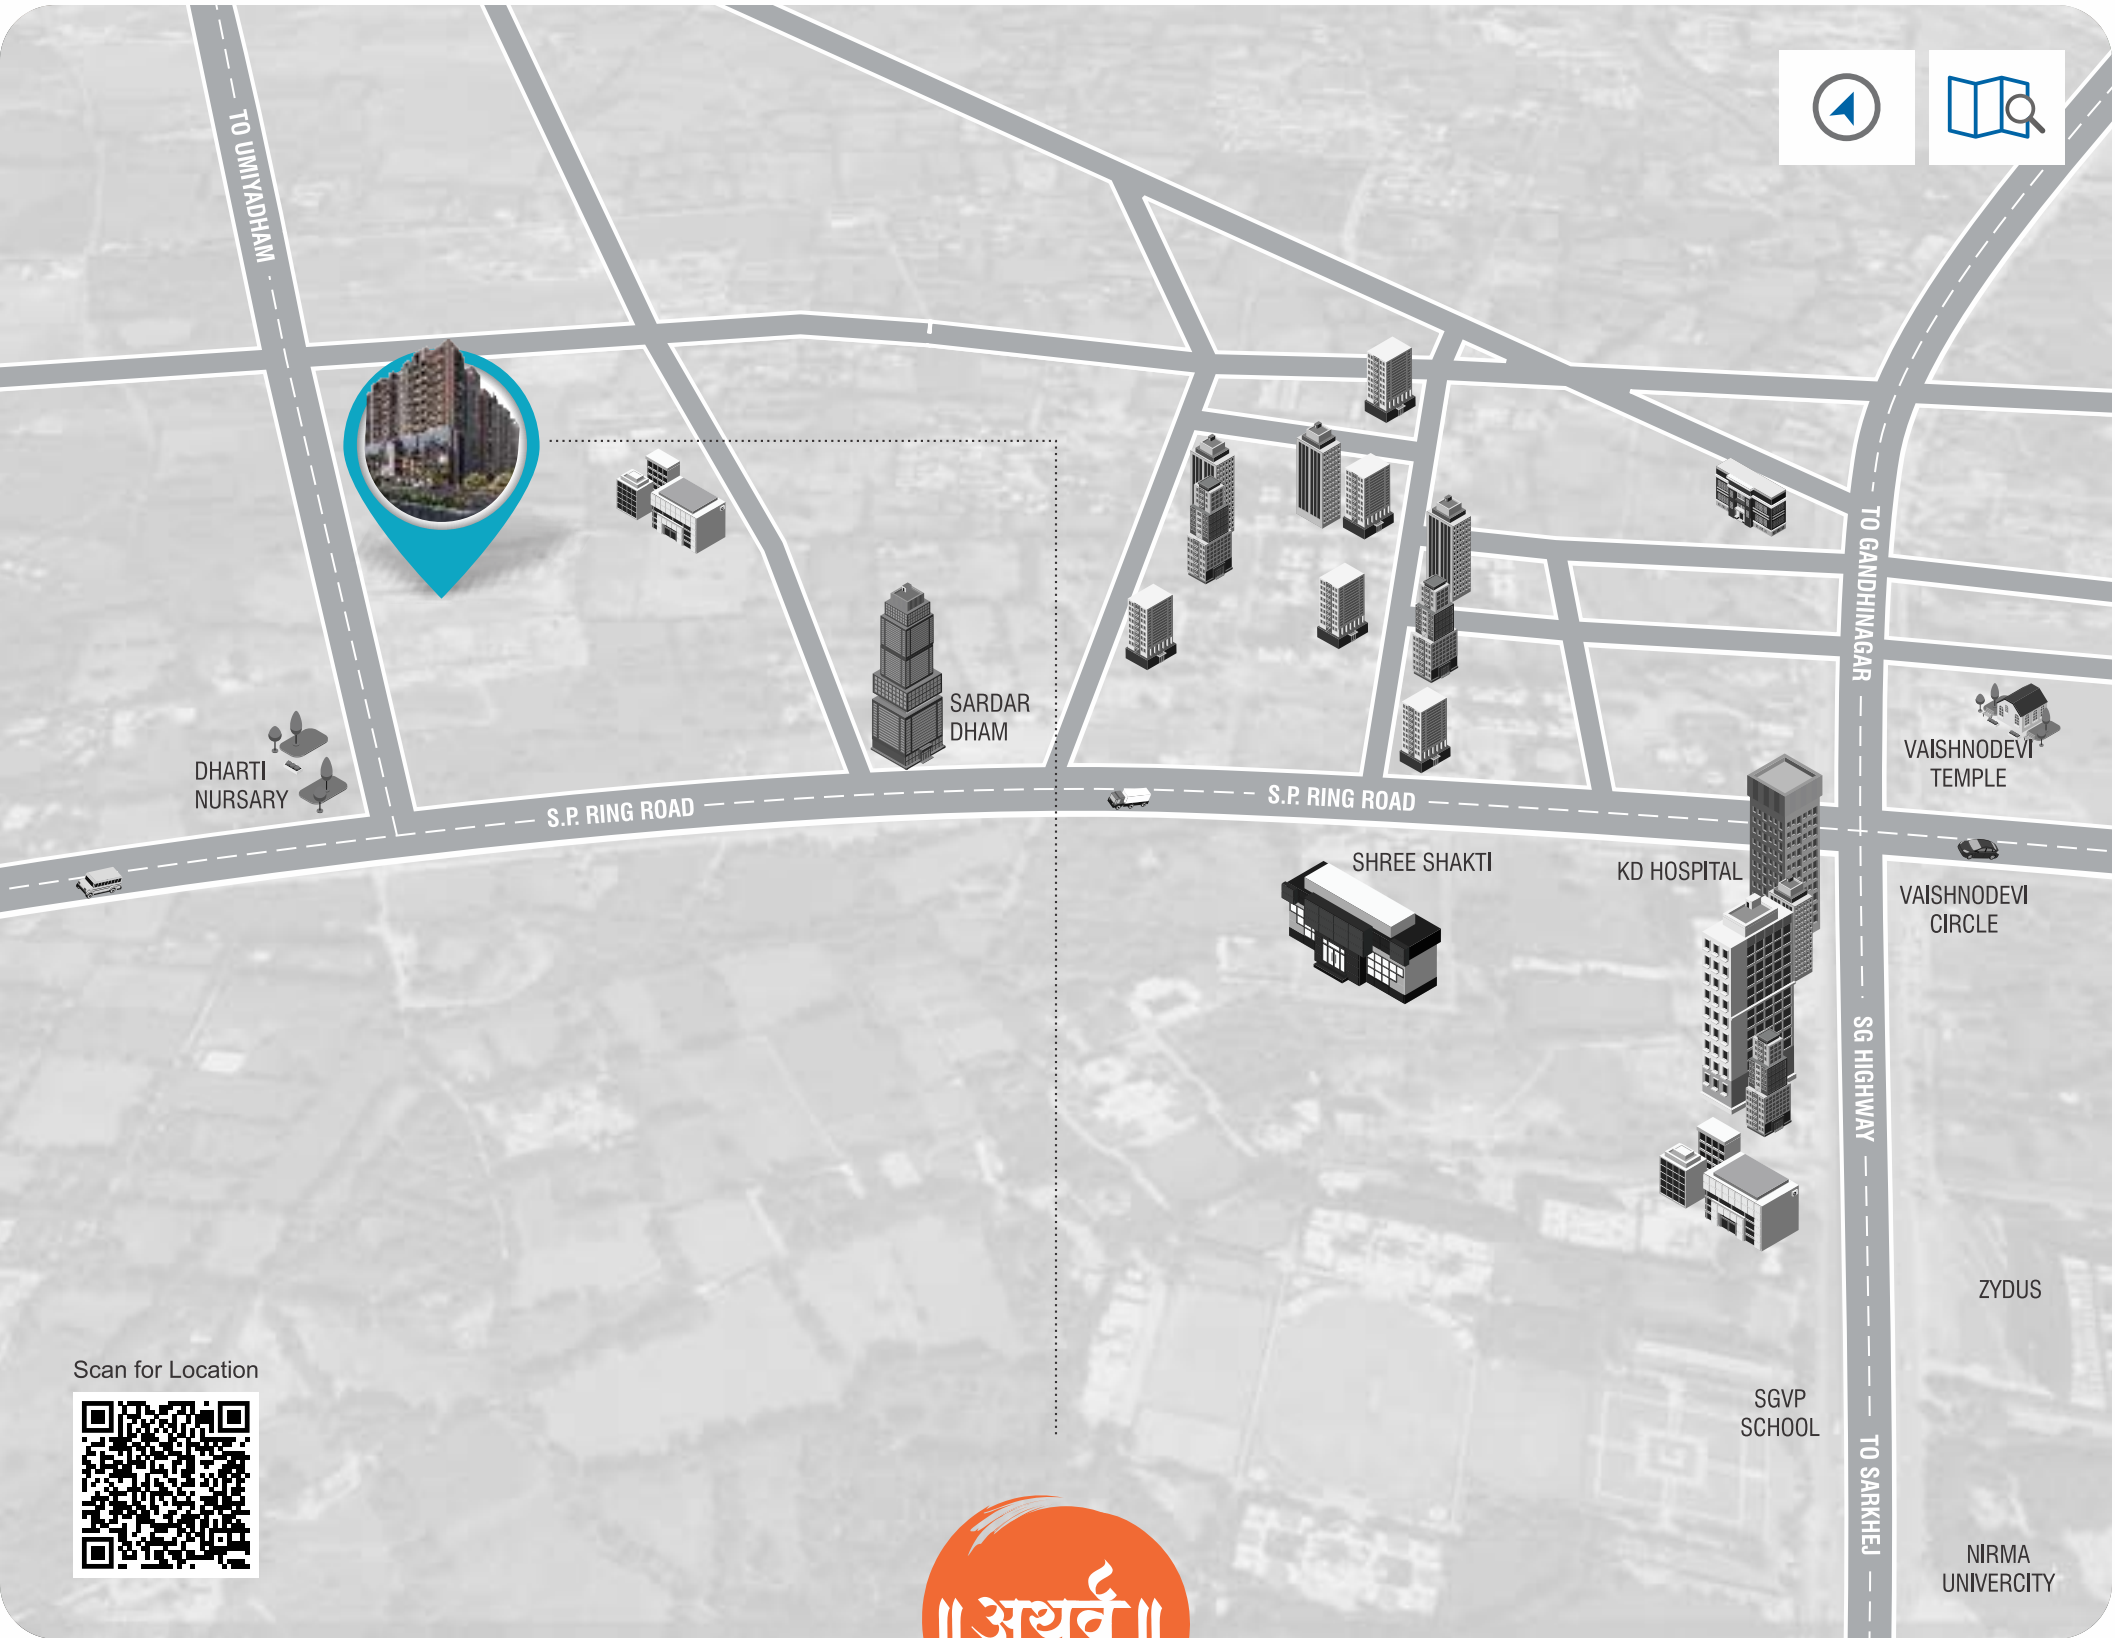 TO UMIYADHAM
TO GANDHINAGAR
SARDAR
DHAM
VAISHNODEVI
TEMPLE
DHARTI
NURSARY
S.P. RING ROAD
S.P. RING ROAD
SHREE SHAKTI
KD HOSPITAL
VAISHNODEVI
CIRCLE
SG HIGHWAY
ZYDUS
Scan for Location
SGVP
SCHOOL
TO SARKHEJ
NIRMA
UNIVERCITY
॥ अथर्व ॥